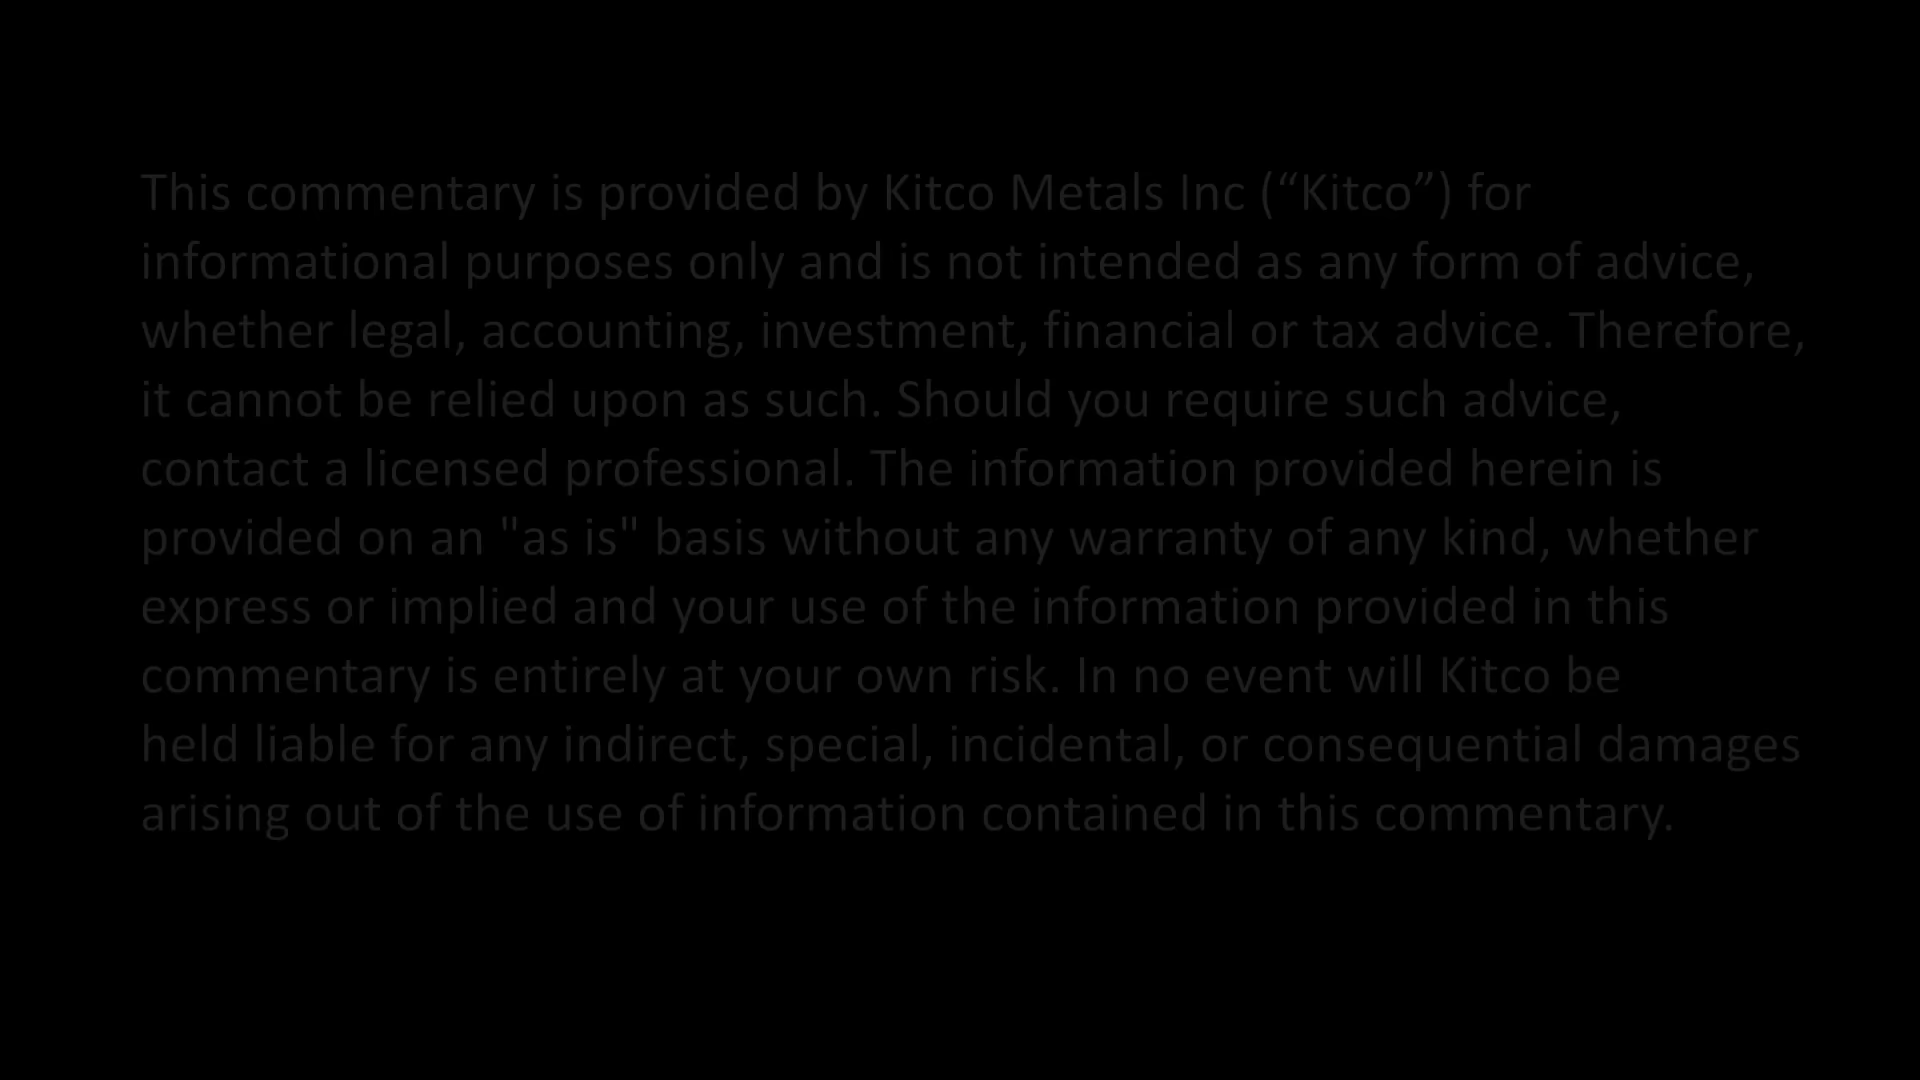 This commentary is provided by Kitco Metals Inc (“Kitco”) for
informational purposes only and is not intended as any form of advice,
whether legal, accounting, investment, financial or tax advice. Therefore,
it cannot be relied upon as such. Should you require such advice,
contact a licensed professional. The information provided herein is
provided on an "as is" basis without any warranty of any kind, whether
express or implied and your use of the information provided in this
commentary is entirely at your own risk. In no event will Kitco be
held liable for any indirect, special, incidental, or consequential damages
arising out of the use of information contained in this commentary.